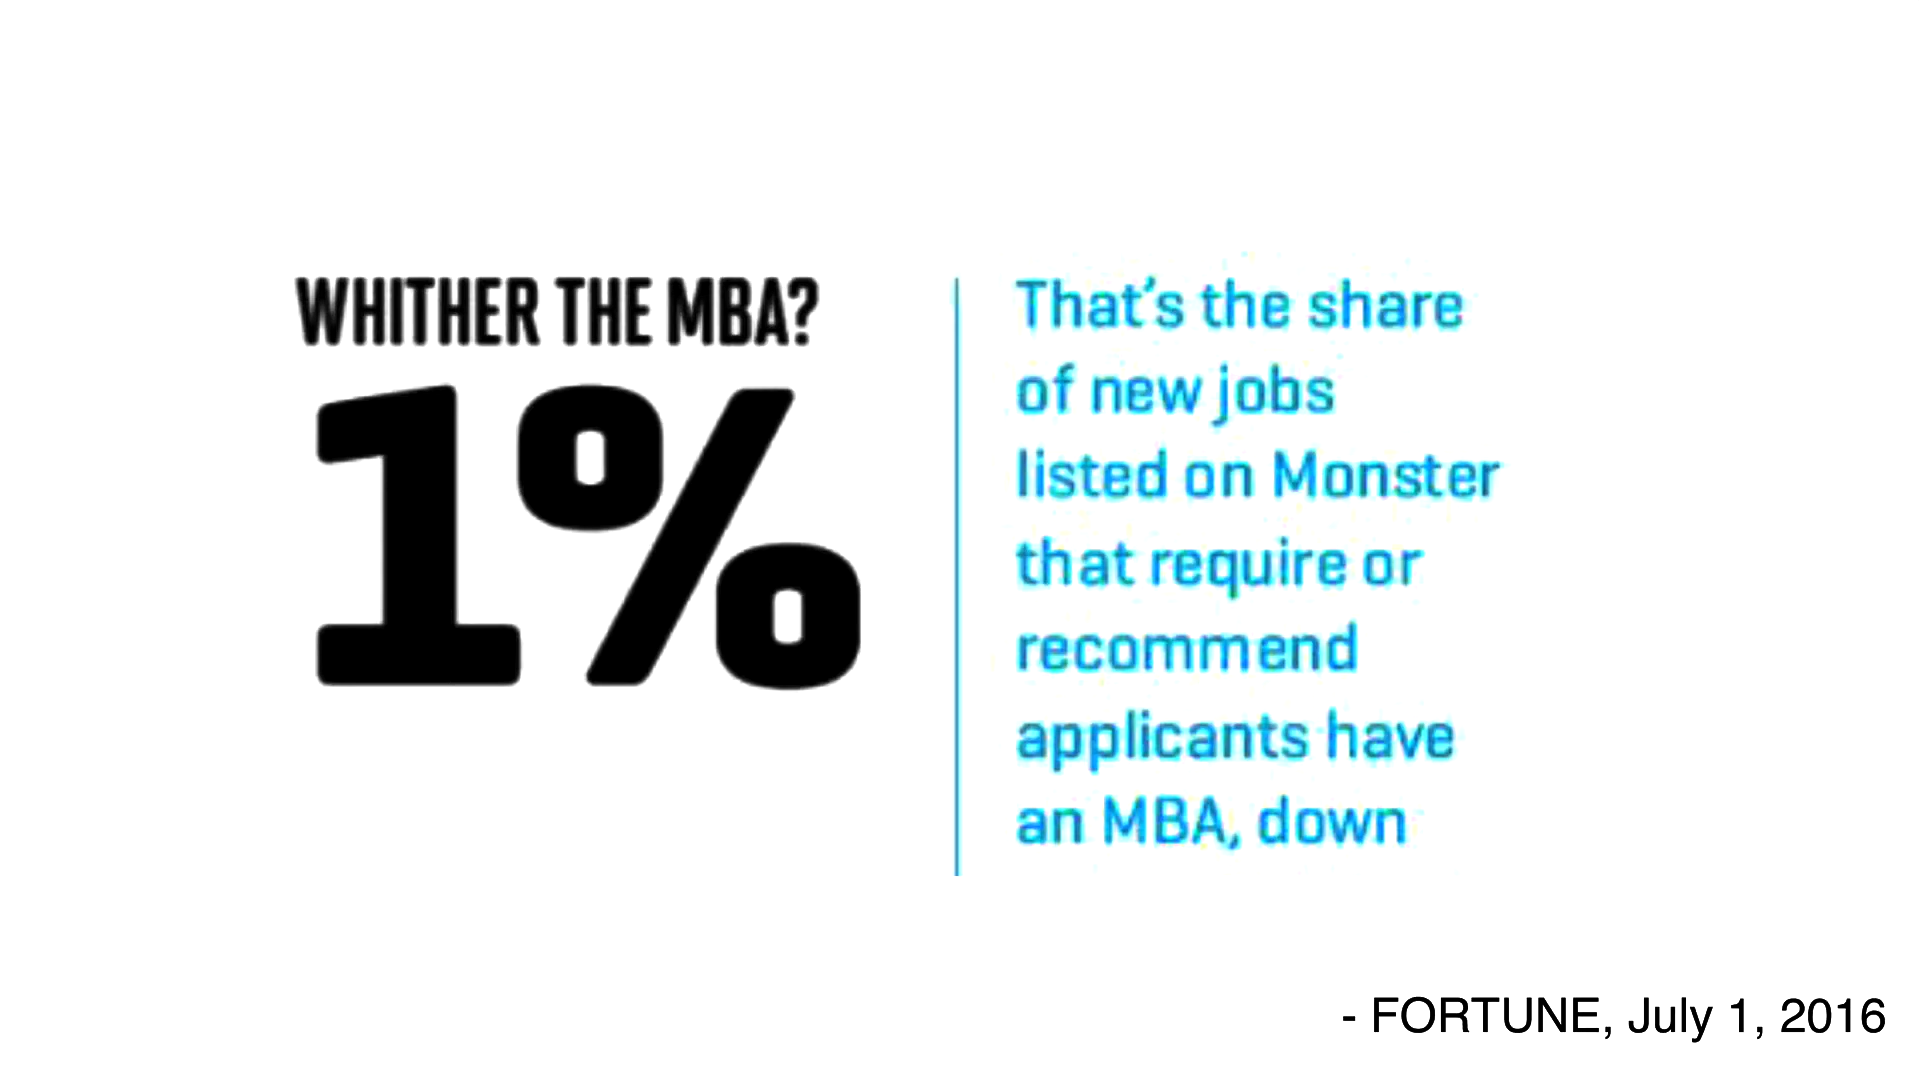 WHITHER THE MBA?
1%
That's the share
of new jobs
listed on Monster
that require or
recommend
applicants have
an MBA, down
- FORTUNE, July 1, 2016